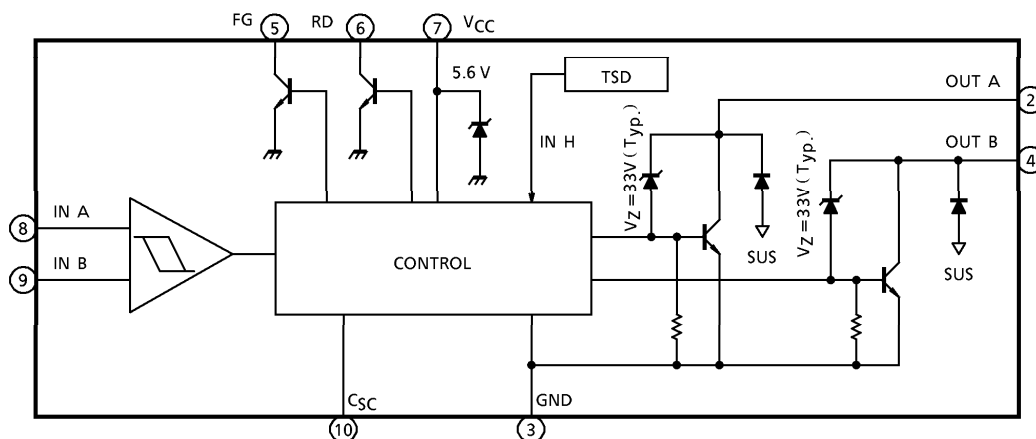 FG 5 RD 6 7 VCC
5.6 V
TSD
IN H
VZ=33V(Typ.)
OUT A 2
VZ=33V(Typ.)
OUT B 4
8 IN A
9 IN B
CONTROL
SUS
SUS
CSC
10
GND
3